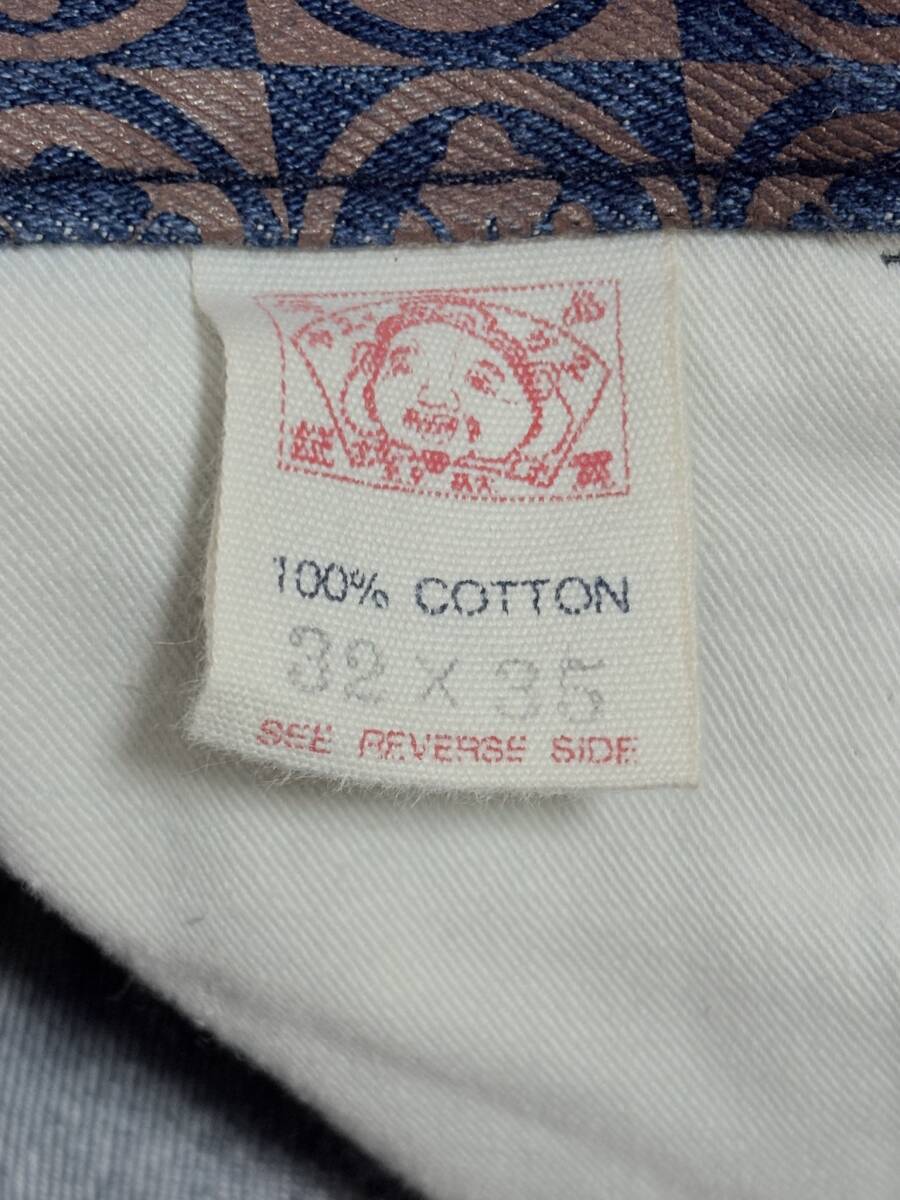 100% COTTON
32 X 35
SEE REVERSE SIDE